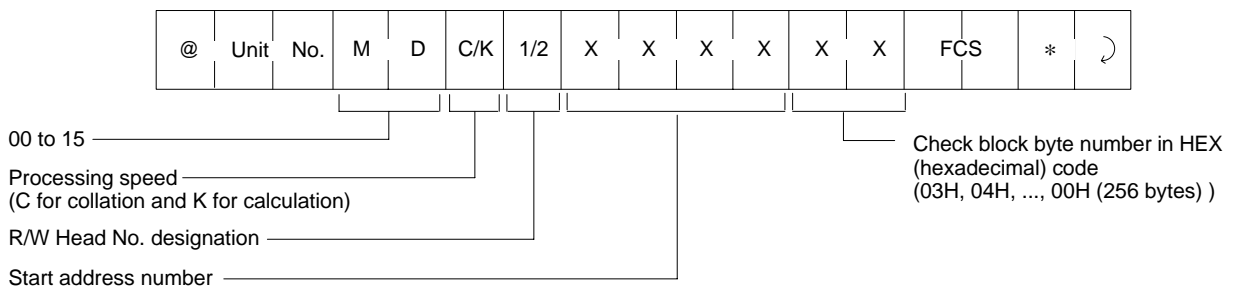 @ Unit No. M D C/K 1/2 X X X X X X FCS * ⤸
00 to 15
Processing speed
(C for collation and K for calculation)
R/W Head No. designation
Start address number
Check block byte number in HEX
(hexadecimal) code
(03H, 04H, ..., 00H (256 bytes) )